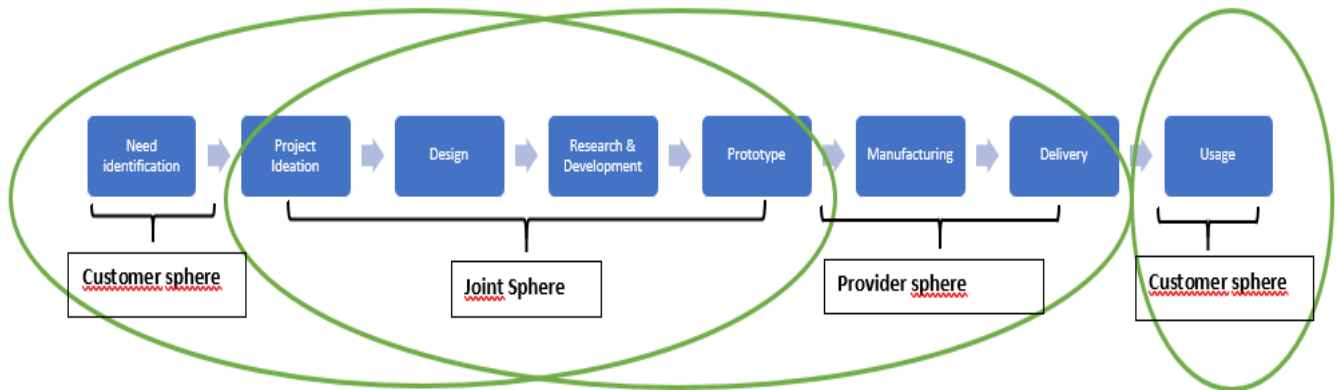 Need
identification
Project
Ideation
Design
Research &
Development
Prototype
Manufacturing
Delivery
Usage
Customer sphere
Joint Sphere
Provider sphere
Customer sphere